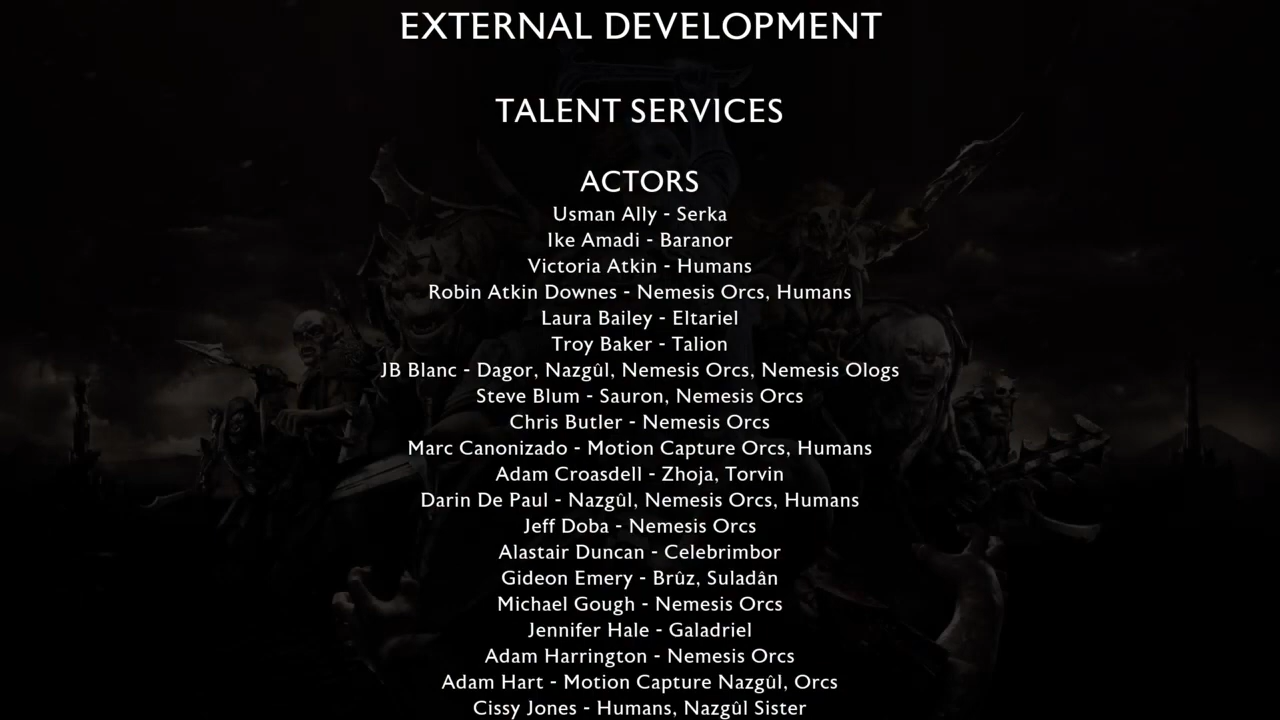 EXTERNAL DEVELOPMENT
TALENT SERVICES
ACTORS
Usman Ally - Serka
Ike Amadi - Baranor
Victoria Atkin - Humans
Robin Atkin Downes - Nemesis Orcs, Humans
Laura Bailey - Eltariel
Troy Baker - Talion
JB Blanc - Dagor, Nazgûl, Nemesis Orcs, Nemesis Ologs
Steve Blum - Sauron, Nemesis Orcs
Chris Butler - Nemesis Orcs
Marc Canonizado - Motion Capture Orcs, Humans
Adam Croasdell - Zhoja, Torvin
Darin De Paul - Nazgûl, Nemesis Orcs, Humans
Jeff Doba - Nemesis Orcs
Alastair Duncan - Celebrimbor
Gideon Emery - Brûz, Suladân
Michael Gough - Nemesis Orcs
Jennifer Hale - Galadriel
Adam Harrington - Nemesis Orcs
Adam Hart - Motion Capture Nazgûl, Orcs
Cissy Jones - Humans, Nazgûl Sister